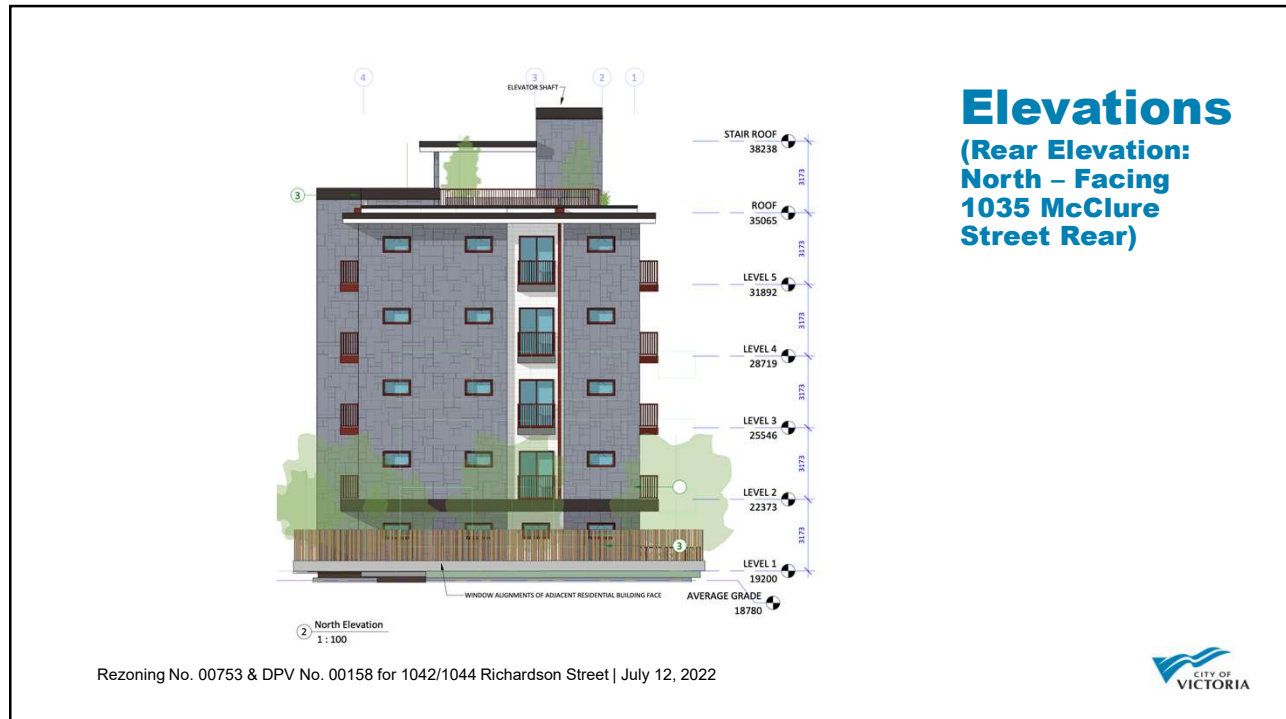 Elevations
(Rear Elevation:
North – Facing
1035 McClure
Street Rear)
4
3
2
1
ELEVATOR SHAFT
STAIR ROOF
38238
3173
3
ROOF
35065
3173
LEVEL 5
31892
3173
LEVEL 4
28719
3173
LEVEL 3
25546
3173
LEVEL 2
22373
3173
3
LEVEL 1
19200
WINDOW ALIGNMENTS OF ADJACENT RESIDENTIAL BUILDING FACE
AVERAGE GRADE
18780
2
North Elevation
1 : 100
Rezoning No. 00753 & DPV No. 00158 for 1042/1044 Richardson Street | July 12, 2022
CITY OF
VICTORIA